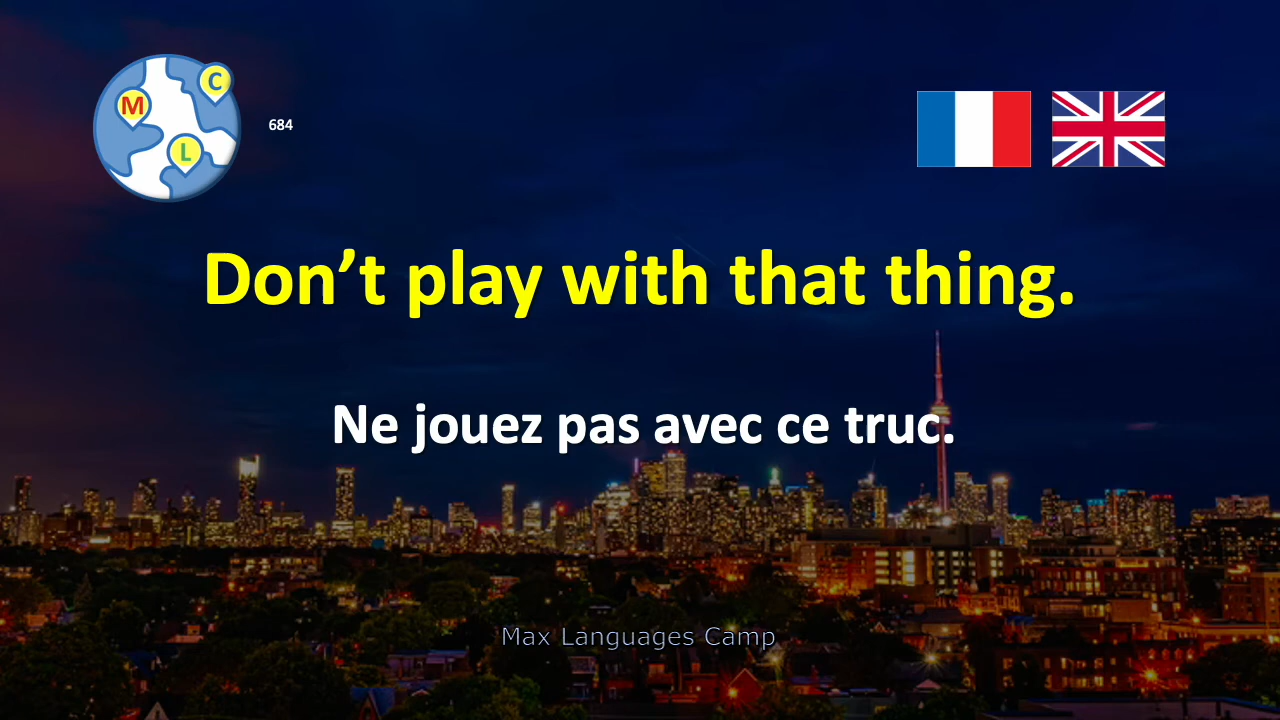 C
M
L
684
Don’t play with that thing.
Ne jouez pas avec ce truc.
Max Languages Camp